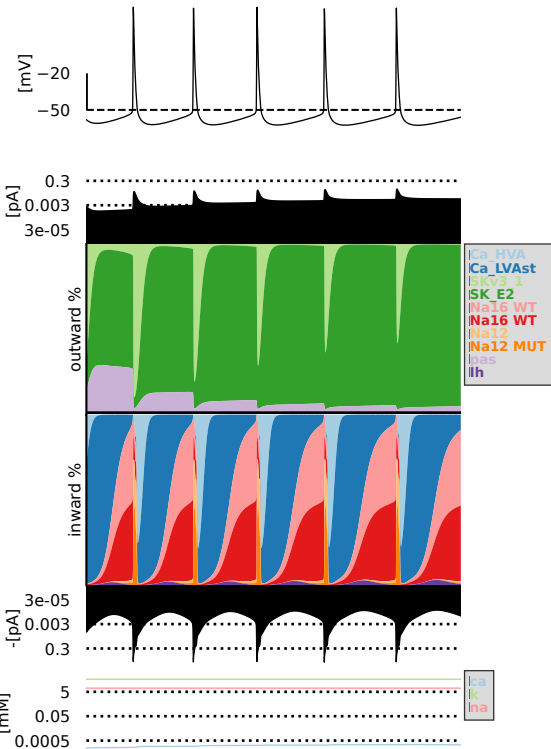 [mV]
−20
−50
[pA]
0.3
0.003
3e-05
outward %
Ca_HVA
Ca_LVAst
SKv3_1
SK_E2
Na16 WT
Na16 WT
Na12
Na12 MUT
pas
Ih
inward %
-[pA]
3e-05
0.003
0.3
[mM]
5
0.05
0.0005
ca
k
na